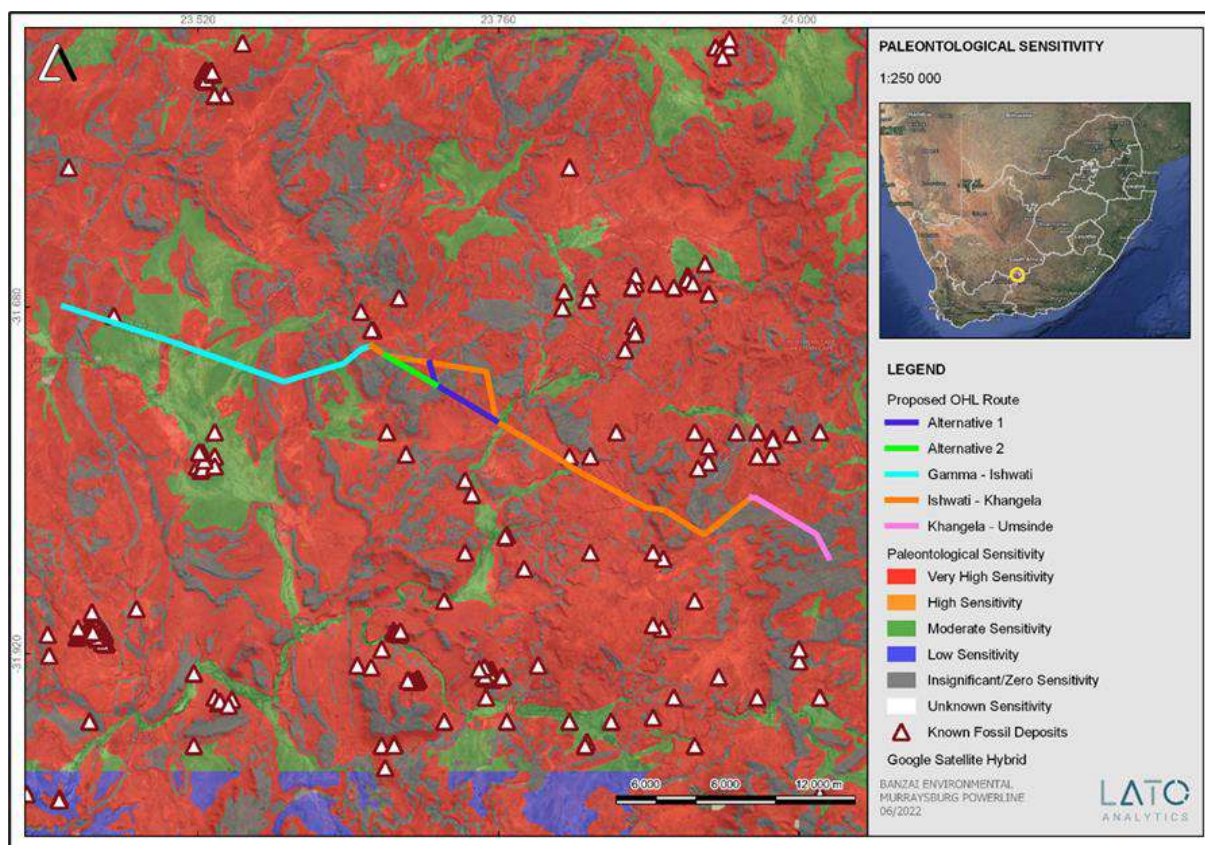 23.520
23.760
24.000
-31.680
-31.920
6,000
6,000
12,000 m
PALEONTOLOGICAL SENSITIVITY
1:250 000
LEGEND
Proposed OHL Route
Alternative 1
Alternative 2
Gamma - Ishwati
Ishwati - Khangela
Khangela - Umsinde
Paleontological Sensitivity
Very High Sensitivity
High Sensitivity
Moderate Sensitivity
Low Sensitivity
Insignificant/Zero Sensitivity
Unknown Sensitivity
Known Fossil Deposits
Google Satellite Hybrid
BANZAI ENVIRONMENTAL
MURRAYSBURG POWERLINE
06/2022
LATO
ANALYTICS